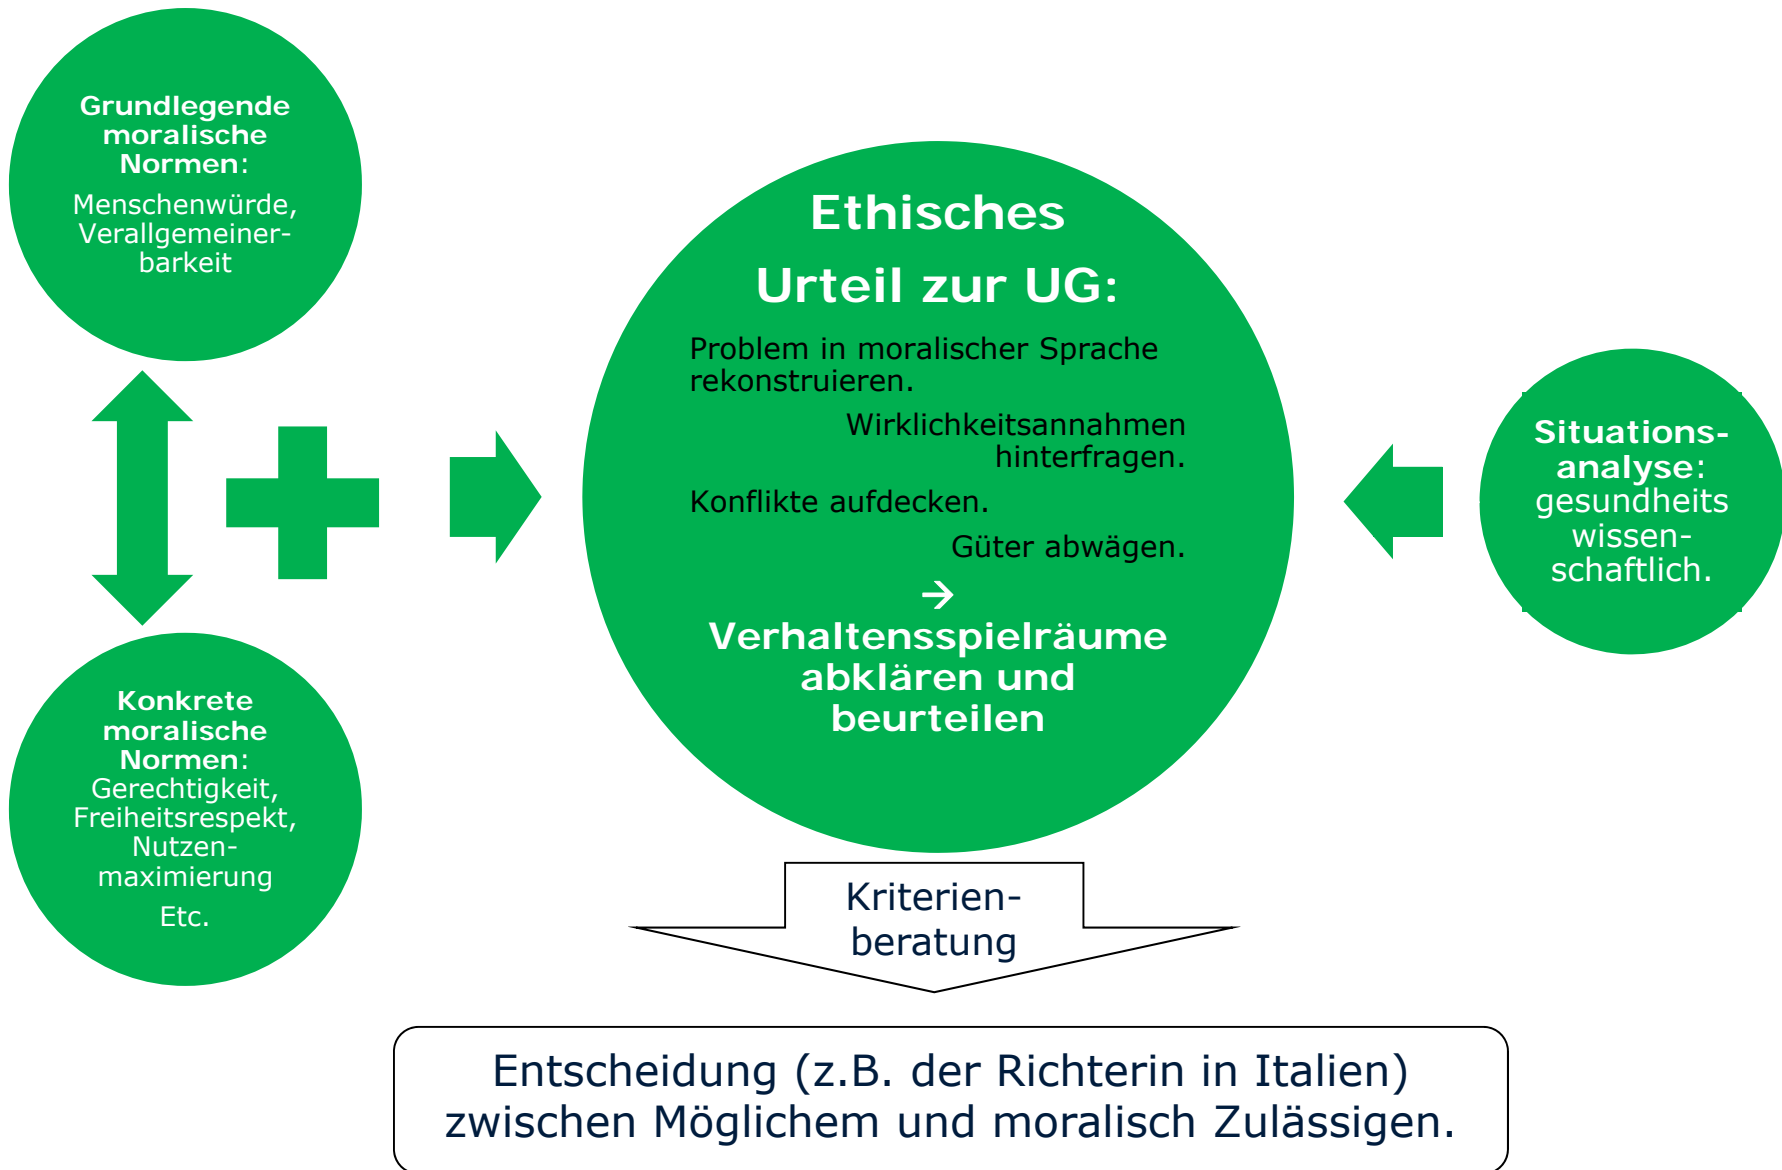 Grundlegende
moralische
Normen:
Menschenwürde,
Verallgemeiner-
barkeit
Konkrete
moralische
Normen:
Gerechtigkeit,
Freiheitsrespekt,
Nutzen-
maximierung
Etc.
Ethisches
Urteil zur UG:
Problem in moralischer Sprache
rekonstruieren.
Wirklichkeitsannahmen
hinterfragen.
Konflikte aufdecken.
Güter abwägen.
→
Verhaltensspielräume
abklären und
beurteilen
Situations-
analyse:
gesundheits
wissen-
schaftlich.
Kriterien-
beratung
Entscheidung (z.B. der Richterin in Italien)
zwischen Möglichem und moralisch Zulässigen.